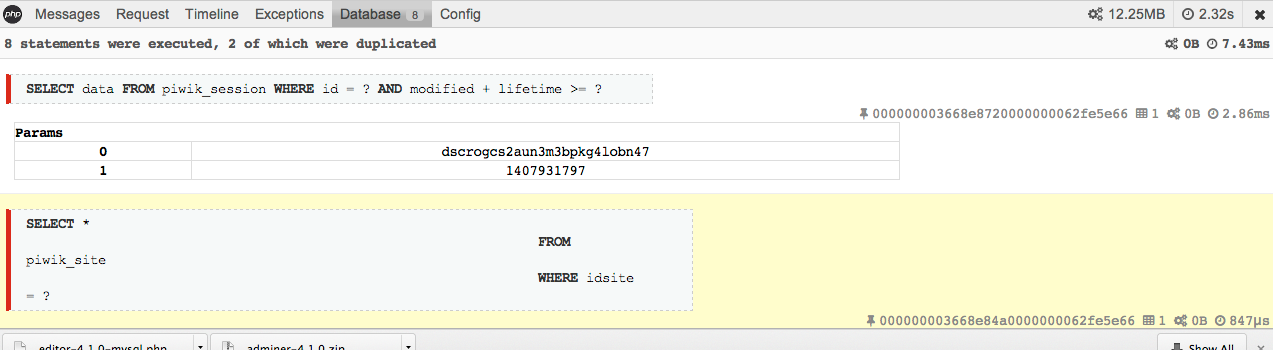 php Messages Request Timeline Exceptions Database 8 Config 12.25MB 2.32s
8 statements were executed, 2 of which were duplicated 0B 7.43ms
SELECT data FROM piwik_session WHERE id = ? AND modified + lifetime >= ?
000000003668e8720000000062fe5e66 1 0B 2.86ms
Params
0 dscrogcs2aun3m3bpkg4lobn47
1 1407931797
SELECT *
FROM
piwik_site
WHERE idsite
= ?
000000003668e84a0000000062fe5e66 1 0B 847µs
editor-4.1.0-mysql.php adminer-4.1.0.zip Show All